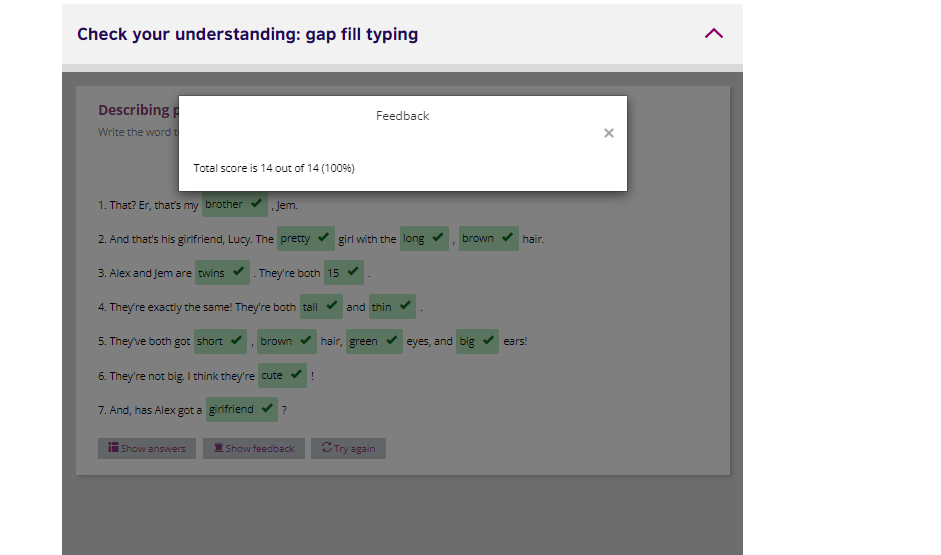 Check your understanding: gap fill typing
Describing p
Write the word t
Feedback
Total score is 14 out of 14 (100%)
1. That? Er, that's my brother , Jem.
2. And that's his girlfriend, Lucy. The pretty girl with the long , brown hair.
3. Alex and Jem are twins . They're both 15 .
4. They're exactly the same! They're both tall and thin .
5. They've both got short , brown hair, green eyes, and big ears!
6. They're not big. I think they're cute !
7. And, has Alex got a girlfriend ?
Show answers Show feedback Try again